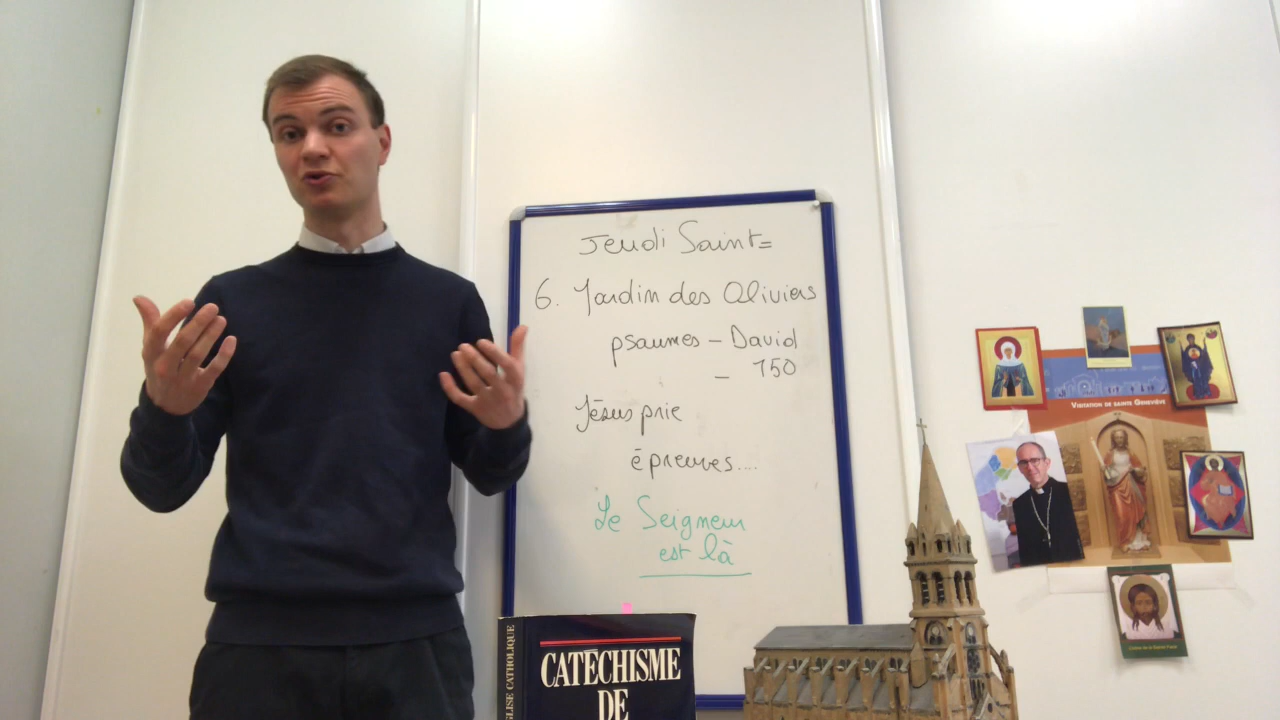 Jeudi Saint
6. Jardin des Oliviers
psaumes - David
- 150
Jésus prie
épreuves....
Le Seigneur
est là
GLISE CATHOLIQUE
CATÉCHISME
DE
VISITATION DE SAINTE GENEVIÈVE